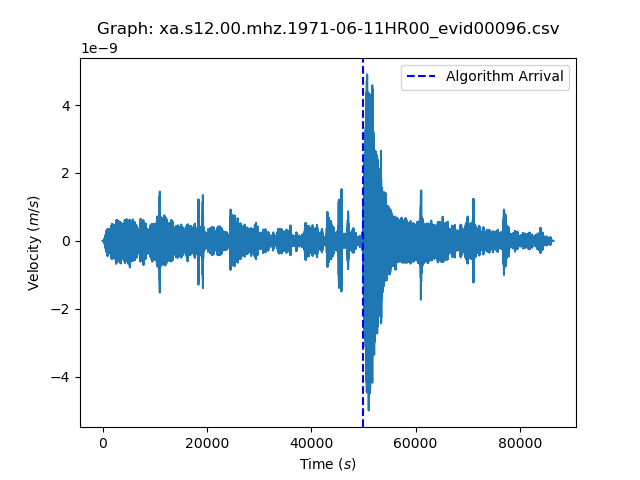 Graph: xa.s12.00.mhz.1971-06-11HR00_evid00096.csv
1e−9
Algorithm Arrival
4
2
0
−2
−4
Velocity (m/s)
0 20000 40000 60000 80000
Time (s)